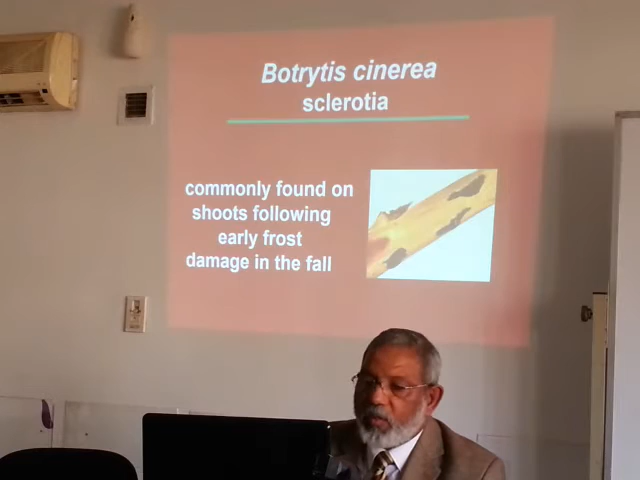 Botrytis cinerea
sclerotia
commonly found on
shoots following
early frost
damage in the fall